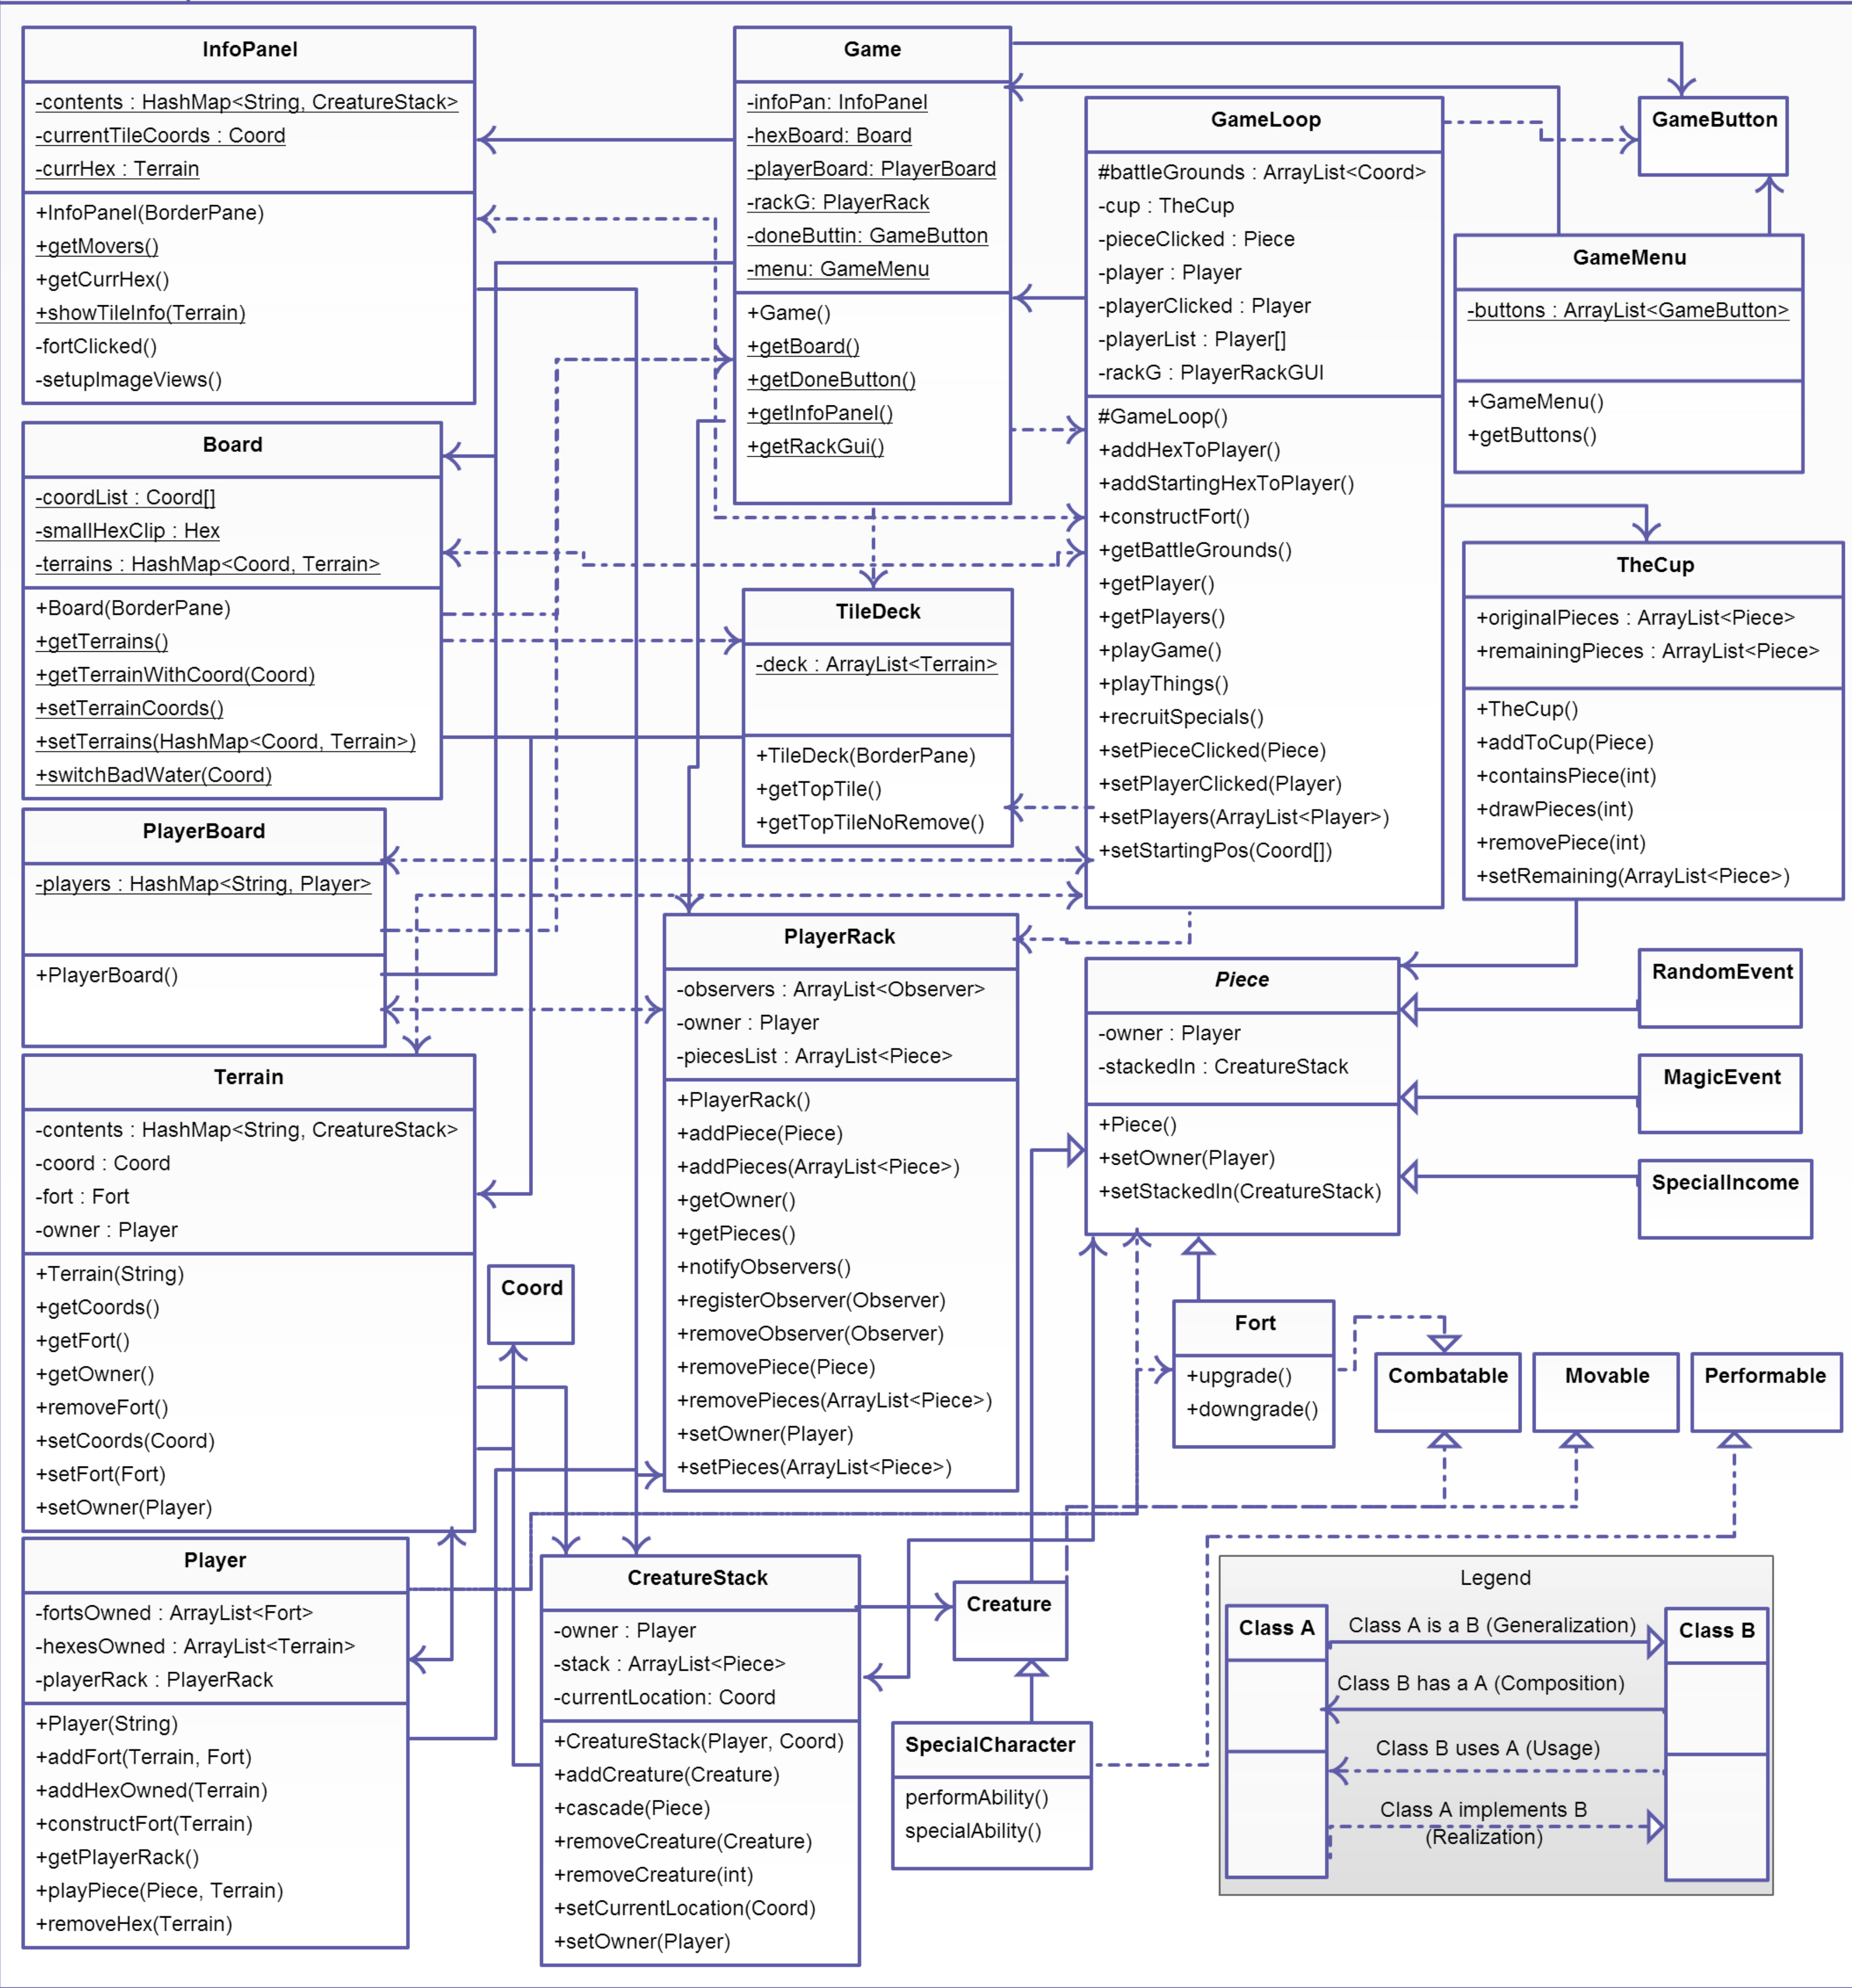 InfoPanel
-contents : HashMap<String, CreatureStack>
-currentTileCoords : Coord
-currHex : Terrain
+InfoPanel(BorderPane)
+getMovers()
+getCurrHex()
+showTileInfo(Terrain)
-fortClicked()
-setupImageViews()
Game
-infoPan: InfoPanel
-hexBoard: Board
-playerBoard: PlayerBoard
-rackG: PlayerRack
-doneButtin: GameButton
-menu: GameMenu
+Game()
+getBoard()
+getDoneButton()
+getInfoPanel()
+getRackGui()
GameLoop
#battleGrounds : ArrayList<Coord>
-cup : TheCup
-pieceClicked : Piece
-player : Player
-playerClicked : Player
-playerList : Player[]
-rackG : PlayerRackGUI
#GameLoop()
+addHexToPlayer()
+addStartingHexToPlayer()
+constructFort()
+getBattleGrounds()
+getPlayer()
+getPlayers()
+playGame()
+playThings()
+recruitSpecials()
+setPieceClicked(Piece)
+setPlayerClicked(Player)
+setPlayers(ArrayList<Player>)
+setStartingPos(Coord[])
GameButton
GameMenu
-buttons : ArrayList<GameButton>
+GameMenu()
+getButtons()
Board
-coordList : Coord[]
-smallHexClip : Hex
-terrains : HashMap<Coord, Terrain>
+Board(BorderPane)
+getTerrains()
+getTerrainWithCoord(Coord)
+setTerrainCoords()
+setTerrains(HashMap<Coord, Terrain>)
+switchBadWater(Coord)
TileDeck
-deck : ArrayList<Terrain>
+TileDeck(BorderPane)
+getTopTile()
+getTopTileNoRemove()
TheCup
+originalPieces : ArrayList<Piece>
+remainingPieces : ArrayList<Piece>
+TheCup()
+addToCup(Piece)
+containsPiece(int)
+drawPieces(int)
+removePiece(int)
+setRemaining(ArrayList<Piece>)
PlayerBoard
-players : HashMap<String, Player>
+PlayerBoard()
PlayerRack
-observers : ArrayList<Observer>
-owner : Player
-piecesList : ArrayList<Piece>
+PlayerRack()
+addPiece(Piece)
+addPieces(ArrayList<Piece>)
+getOwner()
+getPieces()
+notifyObservers()
+registerObserver(Observer)
+removeObserver(Observer)
+removePiece(Piece)
+removePieces(ArrayList<Piece>)
+setOwner(Player)
+setPieces(ArrayList<Piece>)
Piece
-owner : Player
-stackedIn : CreatureStack
+Piece()
+setOwner(Player)
+setStackedIn(CreatureStack)
RandomEvent
MagicEvent
SpecialIncome
Terrain
-contents : HashMap<String, CreatureStack>
-coord : Coord
-fort : Fort
-owner : Player
+Terrain(String)
+getCoords()
+getFort()
+getOwner()
+removeFort()
+setCoords(Coord)
+setFort(Fort)
+setOwner(Player)
Coord
Fort
+upgrade()
+downgrade()
Combatable
Movable
Performable
Player
-fortsOwned : ArrayList<Fort>
-hexesOwned : ArrayList<Terrain>
-playerRack : PlayerRack
+Player(String)
+addFort(Terrain, Fort)
+addHexOwned(Terrain)
+constructFort(Terrain)
+getPlayerRack()
+playPiece(Piece, Terrain)
+removeHex(Terrain)
CreatureStack
-owner : Player
-stack : ArrayList<Piece>
-currentLocation: Coord
+CreatureStack(Player, Coord)
+addCreature(Creature)
+cascade(Piece)
+removeCreature(Creature)
+removeCreature(int)
+setCurrentLocation(Coord)
+setOwner(Player)
Creature
SpecialCharacter
performAbility()
specialAbility()
Legend
Class A
Class A is a B (Generalization)
Class B
Class B has a A (Composition)
Class B uses A (Usage)
Class A implements B
(Realization)